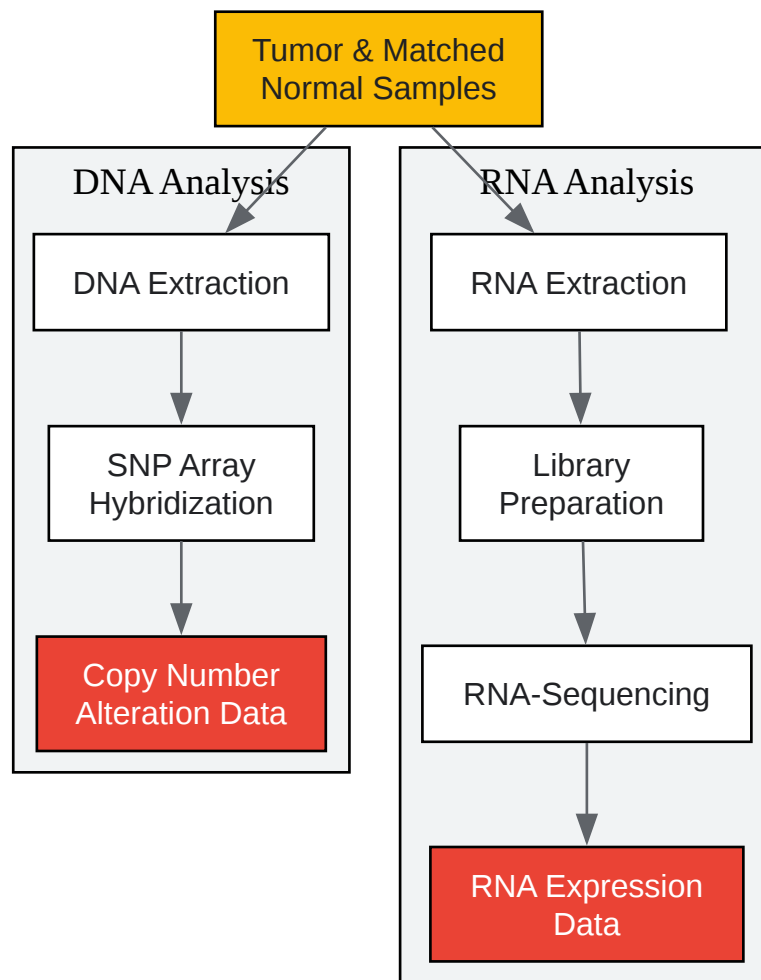 Tumor & Matched
Normal Samples
DNA Analysis
DNA Extraction
SNP Array
Hybridization
Copy Number
Alteration Data
RNA Analysis
RNA Extraction
Library
Preparation
RNA-Sequencing
RNA Expression
Data